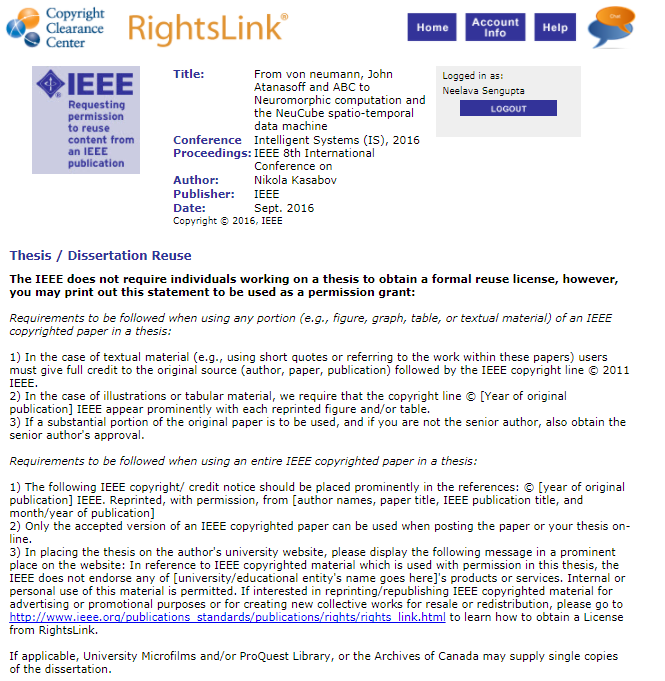 Copyright
Clearance
Center
RightsLink®
Home
Account
Info
Help
Chat
IEEE
Requesting
permission
to reuse
content from
an IEEE
publication
Title: From von neumann, John
Atanasoff and ABC to
Neuromorphic computation and
the NeuCube spatio-temporal
data machine
Conference Intelligent Systems (IS), 2016
Proceedings: IEEE 8th International
Conference on
Author: Nikola Kasabov
Publisher: IEEE
Date: Sept. 2016
Copyright © 2016, IEEE
Logged in as:
Neelava Sengupta
LOGOUT
Thesis / Dissertation Reuse
The IEEE does not require individuals working on a thesis to obtain a formal reuse license, however,
you may print out this statement to be used as a permission grant:
Requirements to be followed when using any portion (e.g., figure, graph, table, or textual material) of an IEEE
copyrighted paper in a thesis:
1) In the case of textual material (e.g., using short quotes or referring to the work within these papers) users
must give full credit to the original source (author, paper, publication) followed by the IEEE copyright line © 2011
IEEE.
2) In the case of illustrations or tabular material, we require that the copyright line © [Year of original
publication] IEEE appear prominently with each reprinted figure and/or table.
3) If a substantial portion of the original paper is to be used, and if you are not the senior author, also obtain the
senior author's approval.
Requirements to be followed when using an entire IEEE copyrighted paper in a thesis:
1) The following IEEE copyright/ credit notice should be placed prominently in the references: © [year of original
publication] IEEE. Reprinted, with permission, from [author names, paper title, IEEE publication title, and
month/year of publication]
2) Only the accepted version of an IEEE copyrighted paper can be used when posting the paper or your thesis on-
line.
3) In placing the thesis on the author's university website, please display the following message in a prominent
place on the website: In reference to IEEE copyrighted material which is used with permission in this thesis, the
IEEE does not endorse any of [university/educational entity's name goes here]'s products or services. Internal or
personal use of this material is permitted. If interested in reprinting/republishing IEEE copyrighted material for
advertising or promotional purposes or for creating new collective works for resale or redistribution, please go to
http://www.ieee.org/publications_standards/publications/rights/rights_link.html to learn how to obtain a License
from RightsLink.
If applicable, University Microfilms and/or ProQuest Library, or the Archives of Canada may supply single copies
of the dissertation.